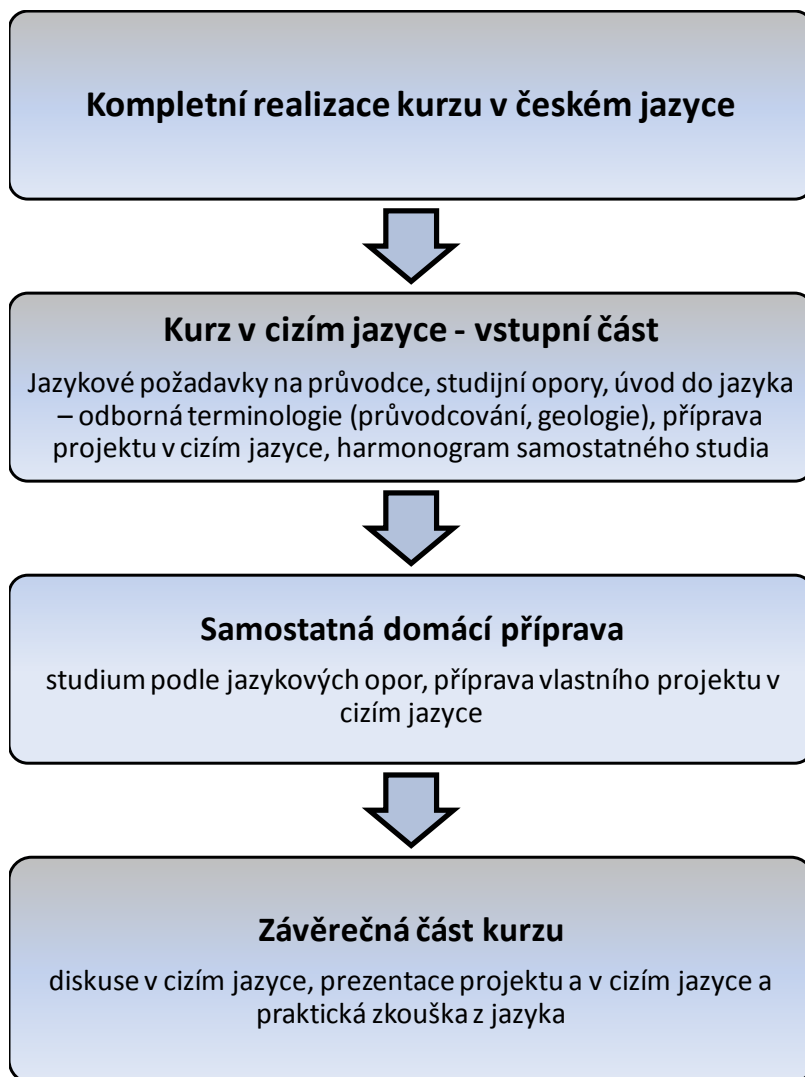 Kompletní realizace kurzu v českém jazyce
Kurz v cizím jazyce - vstupní část
Jazykové požadavky na průvodce, studijní opory, úvod do jazyka
– odborná terminologie (průvodcování, geologie), příprava
projektu v cizím jazyce, harmonogram samostatného studia
Samostatná domácí příprava
studium podle jazykových opor, příprava vlastního projektu v
cizím jazyce
Závěrečná část kurzu
diskuse v cizím jazyce, prezentace projektu a v cizím jazyce a
praktická zkouška z jazyka